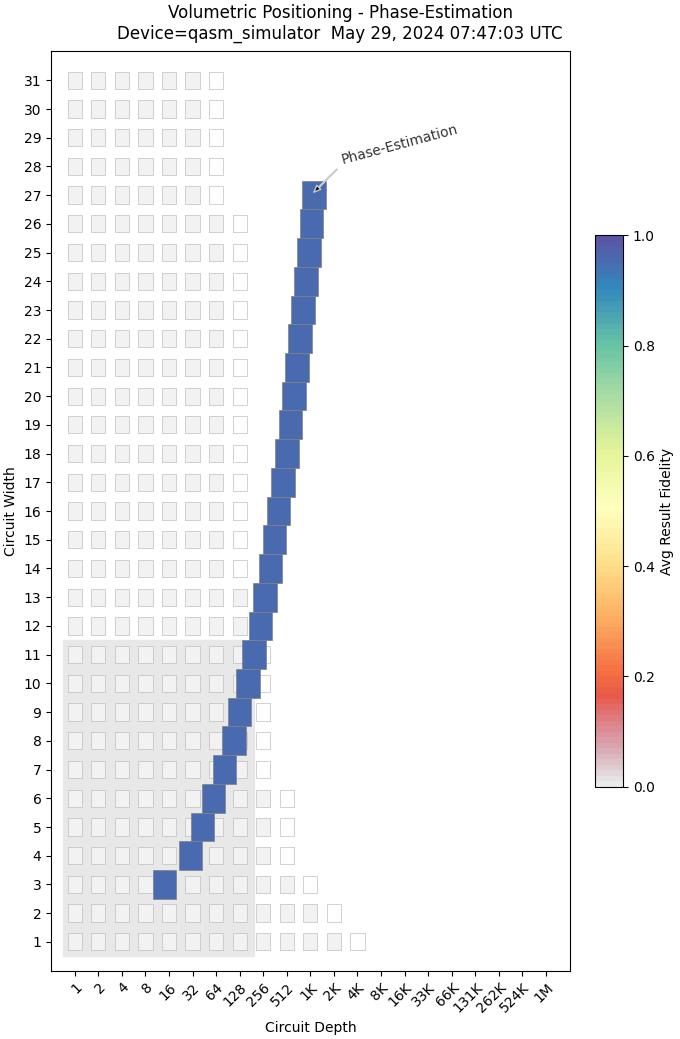 Volumetric Positioning - Phase-Estimation
Device=qasm_simulator  May 29, 2024 07:47:03 UTC
31
30
29
28
27
26
25
24
23
22
21
20
19
18
17
16
15
14
13
12
11
10
9
8
7
6
5
4
3
2
1
Circuit Width
Phase-Estimation
1
2
4
8
16
32
64
128
256
512
1K
2K
4K
8K
16K
33K
66K
131K
262K
524K
1M
Circuit Depth
1.0
0.8
0.6
0.4
0.2
0.0
Avg Result Fidelity